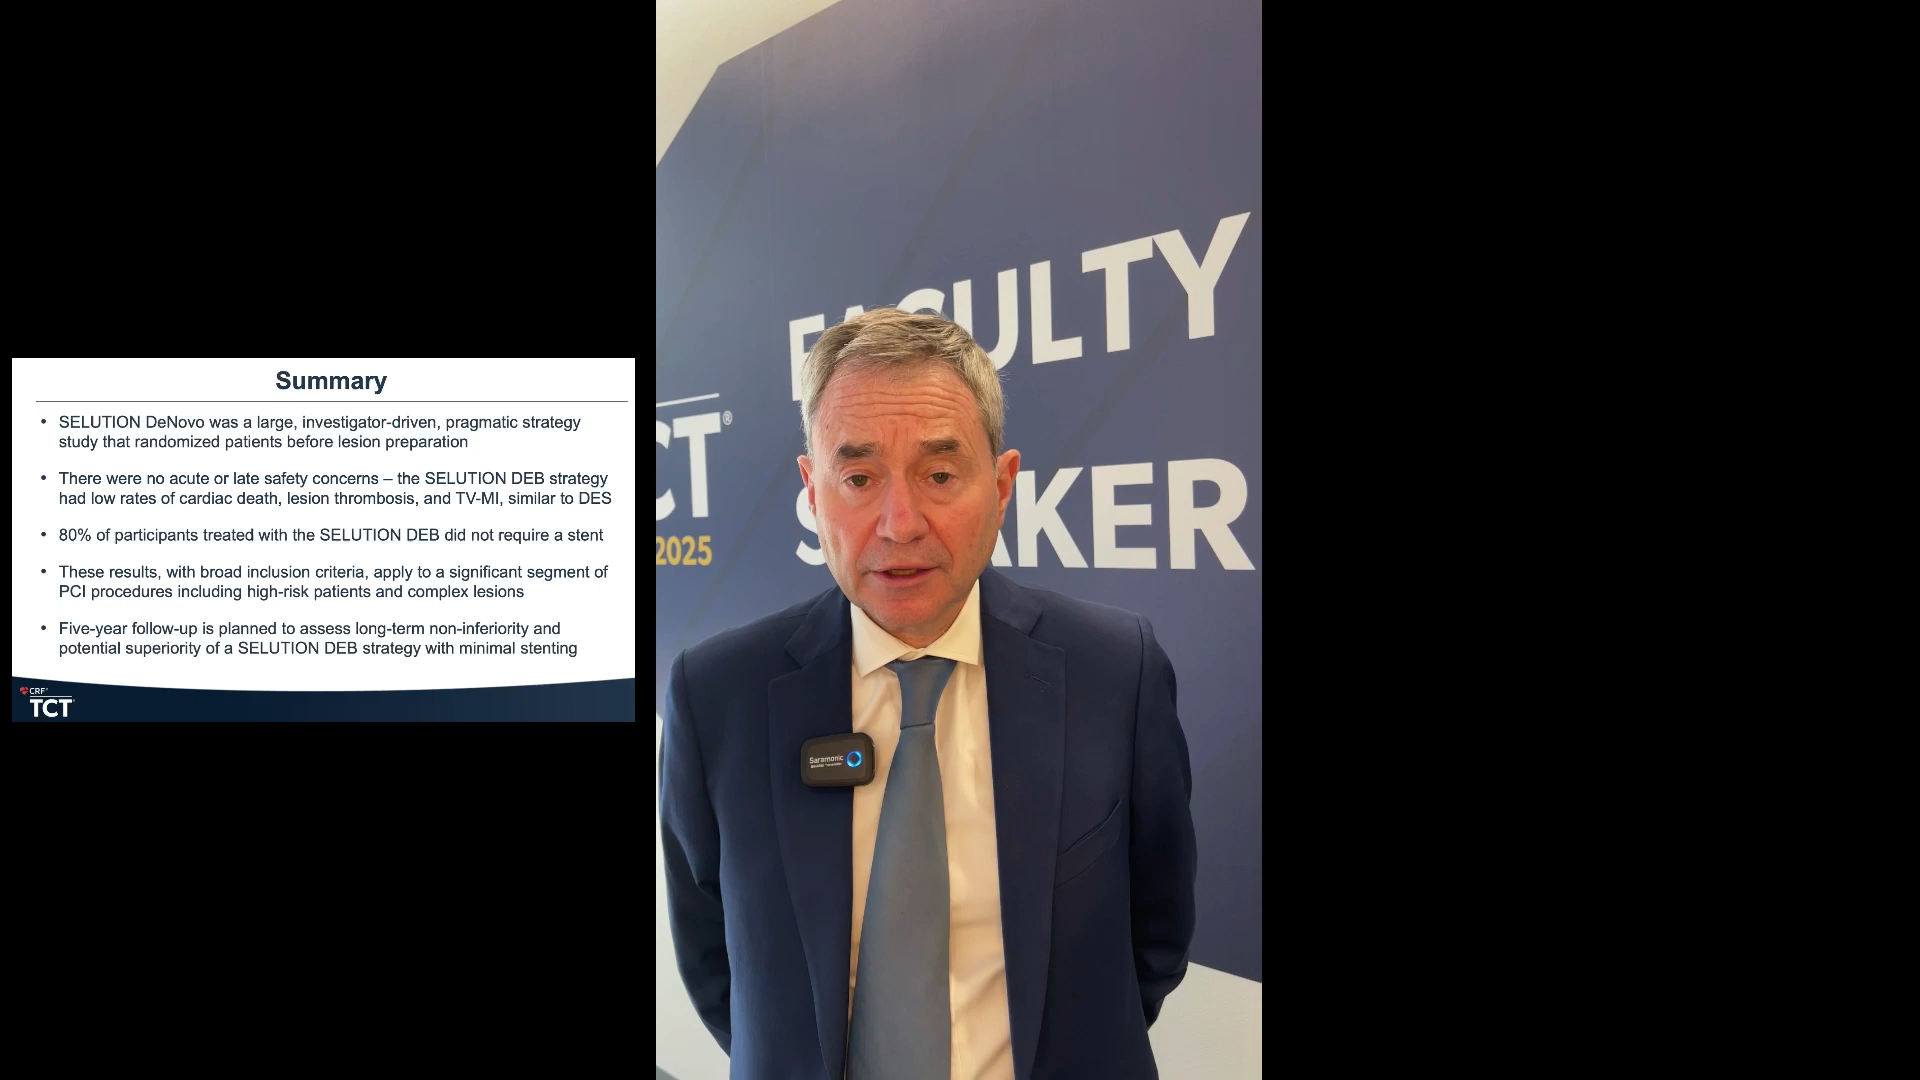 Summary
• SELUTION DeNovo was a large, investigator-driven, pragmatic strategy
study that randomized patients before lesion preparation
• There were no acute or late safety concerns – the SELUTION DEB strategy
had low rates of cardiac death, lesion thrombosis, and TV-MI, similar to DES
• 80% of participants treated with the SELUTION DEB did not require a stent
• These results, with broad inclusion criteria, apply to a significant segment of
PCI procedures including high-risk patients and complex lesions
• Five-year follow-up is planned to assess long-term non-inferiority and
potential superiority of a SELUTION DEB strategy with minimal stenting
CRF®
TCT®
FACULTY
CT®
S AKER
2025
Saramonic